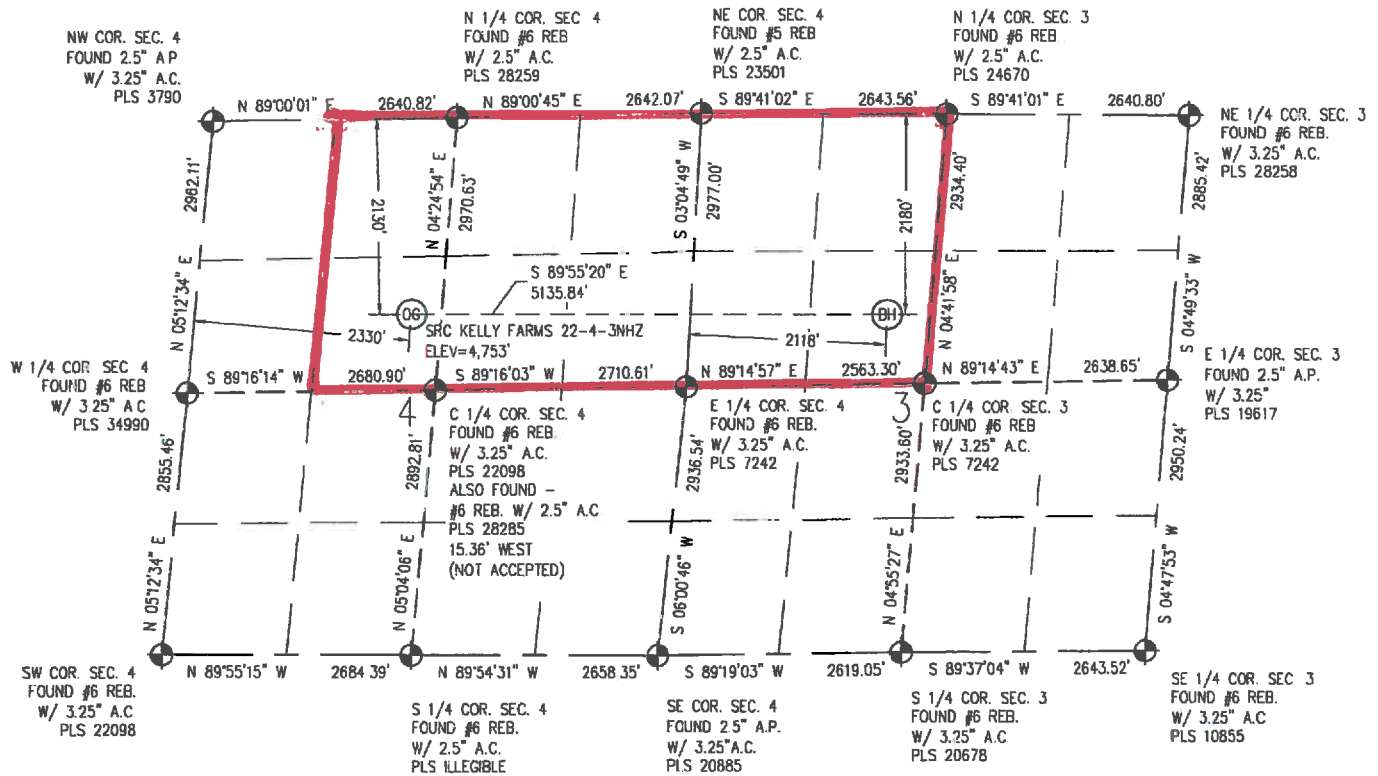 NW COR. SEC. 4
FOUND 2.5" A.P
W/ 3.25" A.C.
PLS 3790
N 1/4 COR. SEC 4
FOUND #6 REB
W/ 2.5" A.C.
PLS 28259
NE COR. SEC. 4
FOUND #5 REB
W/ 2.5" A.C.
PLS 23501
N 1/4 COR. SEC. 3
FOUND #6 REB
W/ 2.5" A.C.
PLS 24670
N 89°00'01" E
2640.82'
N 89°00'45" E
2642.07'
S 89°41'02" E
2643.56'
S 89°41'01" E
2640.80'
NE 1/4 COR. SEC. 3
FOUND #6 REB.
W/ 3.25" A.C.
PLS 28258
2962.11'
N 05°12'34" E
2130'
N 04°24'54" E
2970.63'
S 03°04'49" W
2977.00'
2180'
2934.40'
N 04°41'58" E
2885.42'
S 04°49'33" W
S 89°55'20" E
5135.84'
OG
BH
2330'
SRC KELLY FARMS 22-4-3NHZ
ELEV=4,753'
2118'
W 1/4 COR SEC. 4
FOUND #6 REB
W/ 3.25" A.C
PLS 34990
S 89°16'14" W
2680.90'
S 89°16'03" W
2710.61'
N 89°14'57" E
2563.30'
N 89°14'43" E
2638.65'
E 1/4 COR. SEC. 3
FOUND 2.5" A.P.
W/ 3.25"
PLS 19617
4
3
C 1/4 COR. SEC. 4
FOUND #6 REB.
W/ 3.25" A.C.
PLS 22098
ALSO FOUND -
#6 REB. W/ 2.5" A.C
PLS 28285
15.36' WEST
(NOT ACCEPTED)
E 1/4 COR. SEC. 4
FOUND #6 REB.
W/ 3.25" A.C.
PLS 7242
C 1/4 COR. SEC. 3
FOUND #6 REB.
W/ 3.25" A.C.
PLS 7242
2855.46'
N 05°12'34" E
2892.81'
N 05°04'06" E
2936.54'
S 06°00'46" W
2933.60'
N 04°55'27" E
2950.24'
S 04°47'53" W
N 89°55'15" W
2684.39'
N 89°54'31" W
2658.35'
S 89°19'03" W
2619.05'
S 89°37'04" W
2643.52'
SW COR. SEC. 4
FOUND #6 REB.
W/ 3.25" A.C
PLS 22098
S 1/4 COR. SEC. 4
FOUND #6 REB.
W/ 2.5" A.C.
PLS ILLEGIBLE
SE COR. SEC. 4
FOUND 2.5" A.P.
W/ 3.25"A.C.
PLS 20885
S 1/4 COR. SEC. 3
FOUND #6 REB.
W/ 3.25" A.C
PLS 20678
SE 1/4 COR. SEC 3
FOUND #6 REB.
W/ 3.25" A.C
PLS 10855